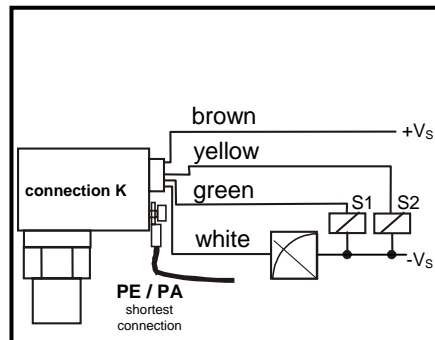 brown
+VS
yellow
connection K
green
S1
S2
white
-VS
PE / PA
shortest
connection